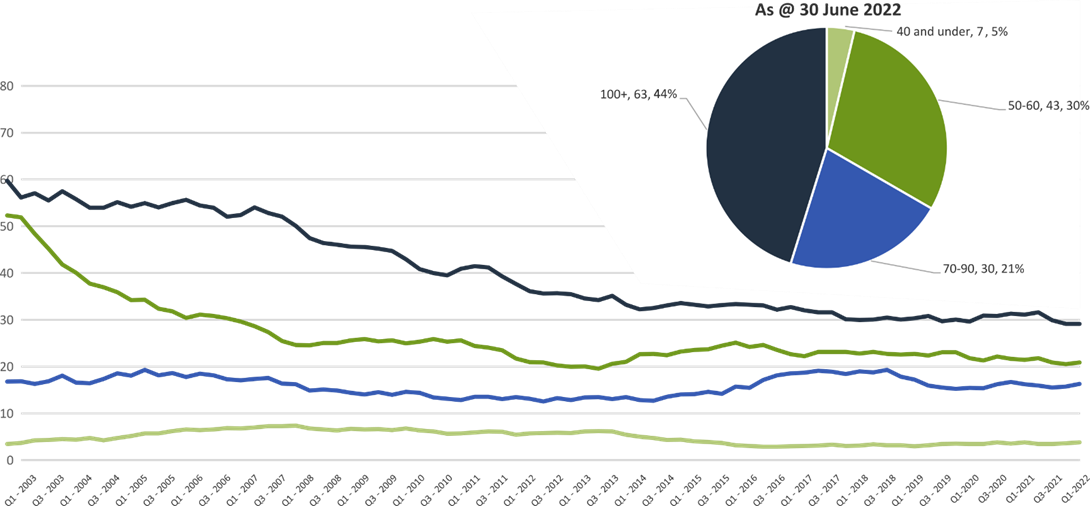 As @ 30 June 2022
40 and under, 7, 5%
100+, 63, 44%
50-60, 43, 30%
70-90, 30, 21%
80
70
60
50
40
30
20
10
0
Q1 - 2003
Q3 - 2003
Q1 - 2004
Q3 - 2004
Q1 - 2005
Q3 - 2005
Q1 - 2006
Q3 - 2006
Q1 - 2007
Q3 - 2007
Q1 - 2008
Q3 - 2008
Q1 - 2009
Q3 - 2009
Q1 - 2010
Q3 - 2010
Q1 - 2011
Q3 - 2011
Q1 - 2012
Q3 - 2012
Q1 - 2013
Q3 - 2013
Q1 - 2014
Q3 - 2014
Q1 - 2015
Q3 - 2015
Q1 - 2016
Q3 - 2016
Q1 - 2017
Q3 - 2017
Q1 - 2018
Q3 - 2018
Q1 - 2019
Q3 - 2019
Q1-2020
Q3-2020
Q1-2021
Q3-2021
Q1-2022